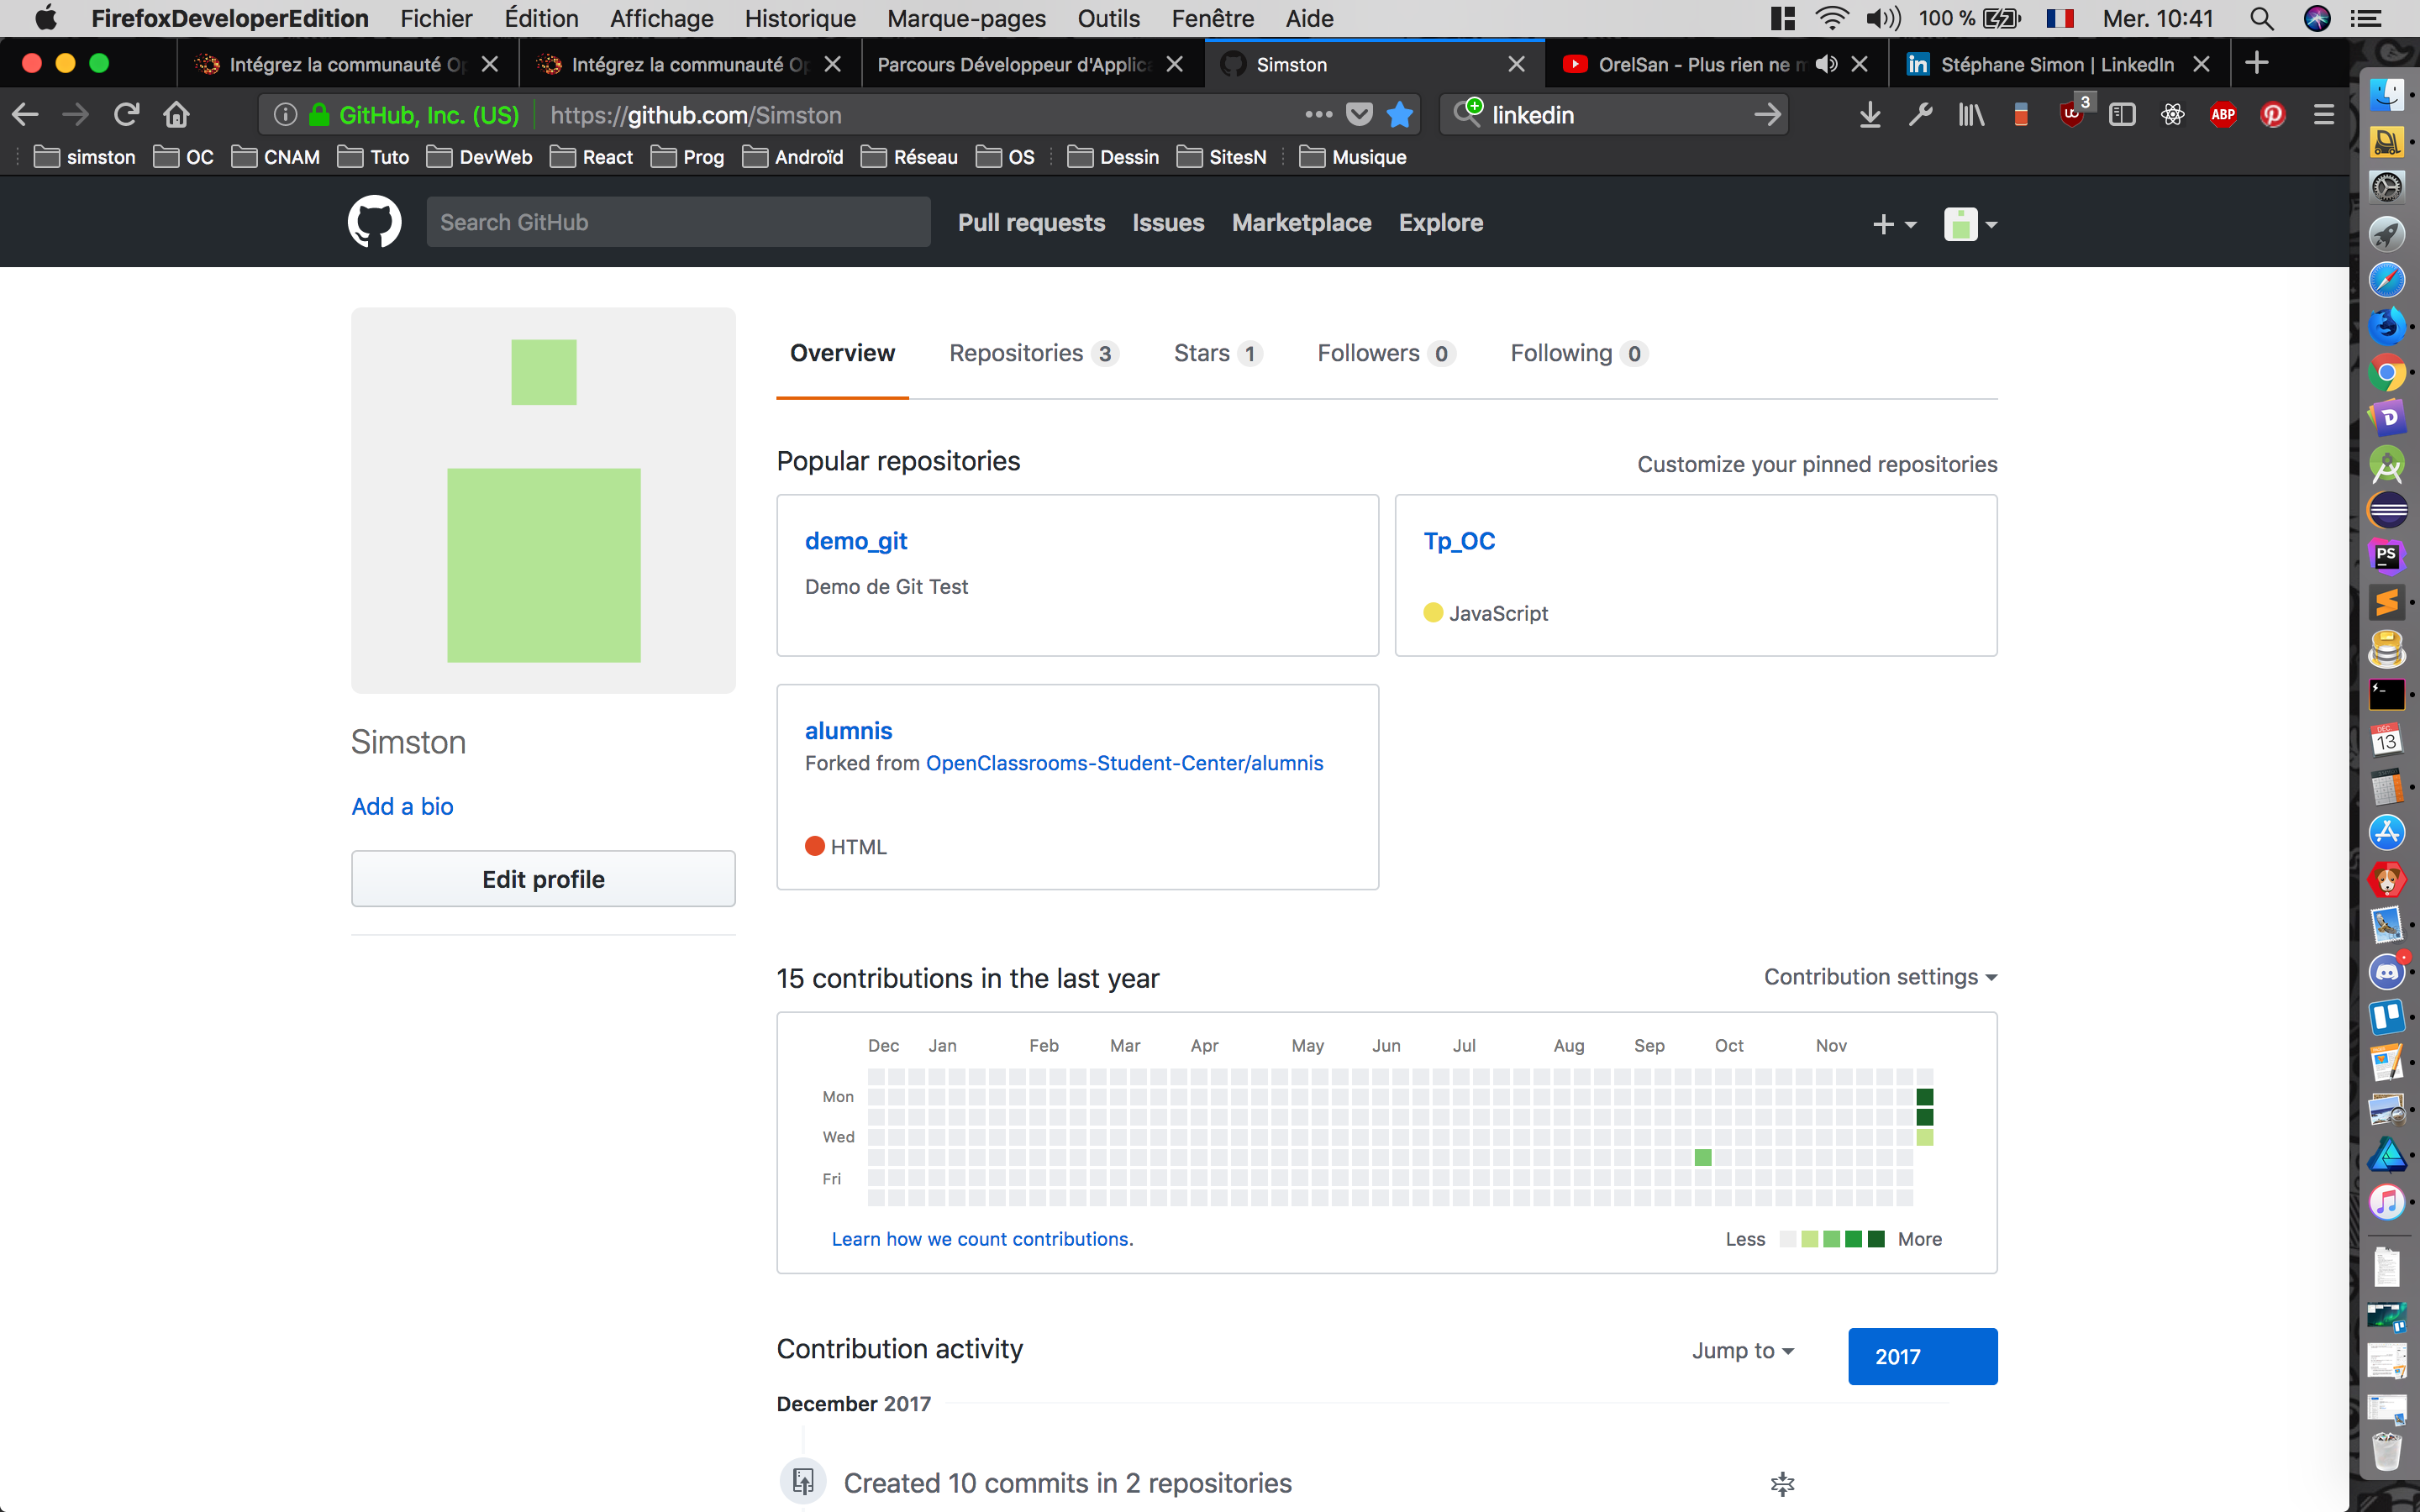 FirefoxDeveloperEdition Fichier Édition Affichage Historique Marque-pages Outils Fenêtre Aide 100 % Mer. 10:41
Intégrez la communauté Op Intégrez la communauté Op Parcours Développeur d'Applic Simston OrelSan - Plus rien ne m Stéphane Simon | LinkedIn
GitHub, Inc. (US) https://github.com/Simston linkedin 3 ABP
simston OC CNAM Tuto DevWeb React Prog Androïd Réseau OS Dessin SitesN Musique
Search GitHub Pull requests Issues Marketplace Explore
Overview Repositories 3 Stars 1 Followers 0 Following 0
Popular repositories Customize your pinned repositories
demo_git
Demo de Git Test
Tp_OC
JavaScript
alumnis
Forked from OpenClassrooms-Student-Center/alumnis
HTML
Simston
Add a bio
Edit profile
15 contributions in the last year Contribution settings
Dec Jan Feb Mar Apr May Jun Jul Aug Sep Oct Nov
Mon
Wed
Fri
Learn how we count contributions. Less More
Contribution activity Jump to 2017
December 2017
Created 10 commits in 2 repositories
PS
DÉC
13